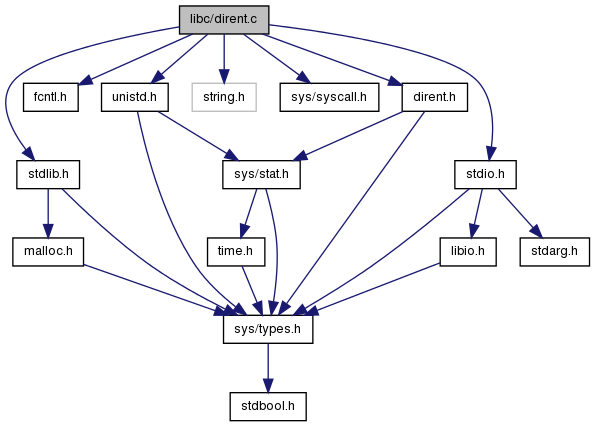 libc/dirent.c
fcntl.h
unistd.h
string.h
sys/syscall.h
dirent.h
stdlib.h
sys/stat.h
stdio.h
malloc.h
time.h
libio.h
stdarg.h
sys/types.h
stdbool.h